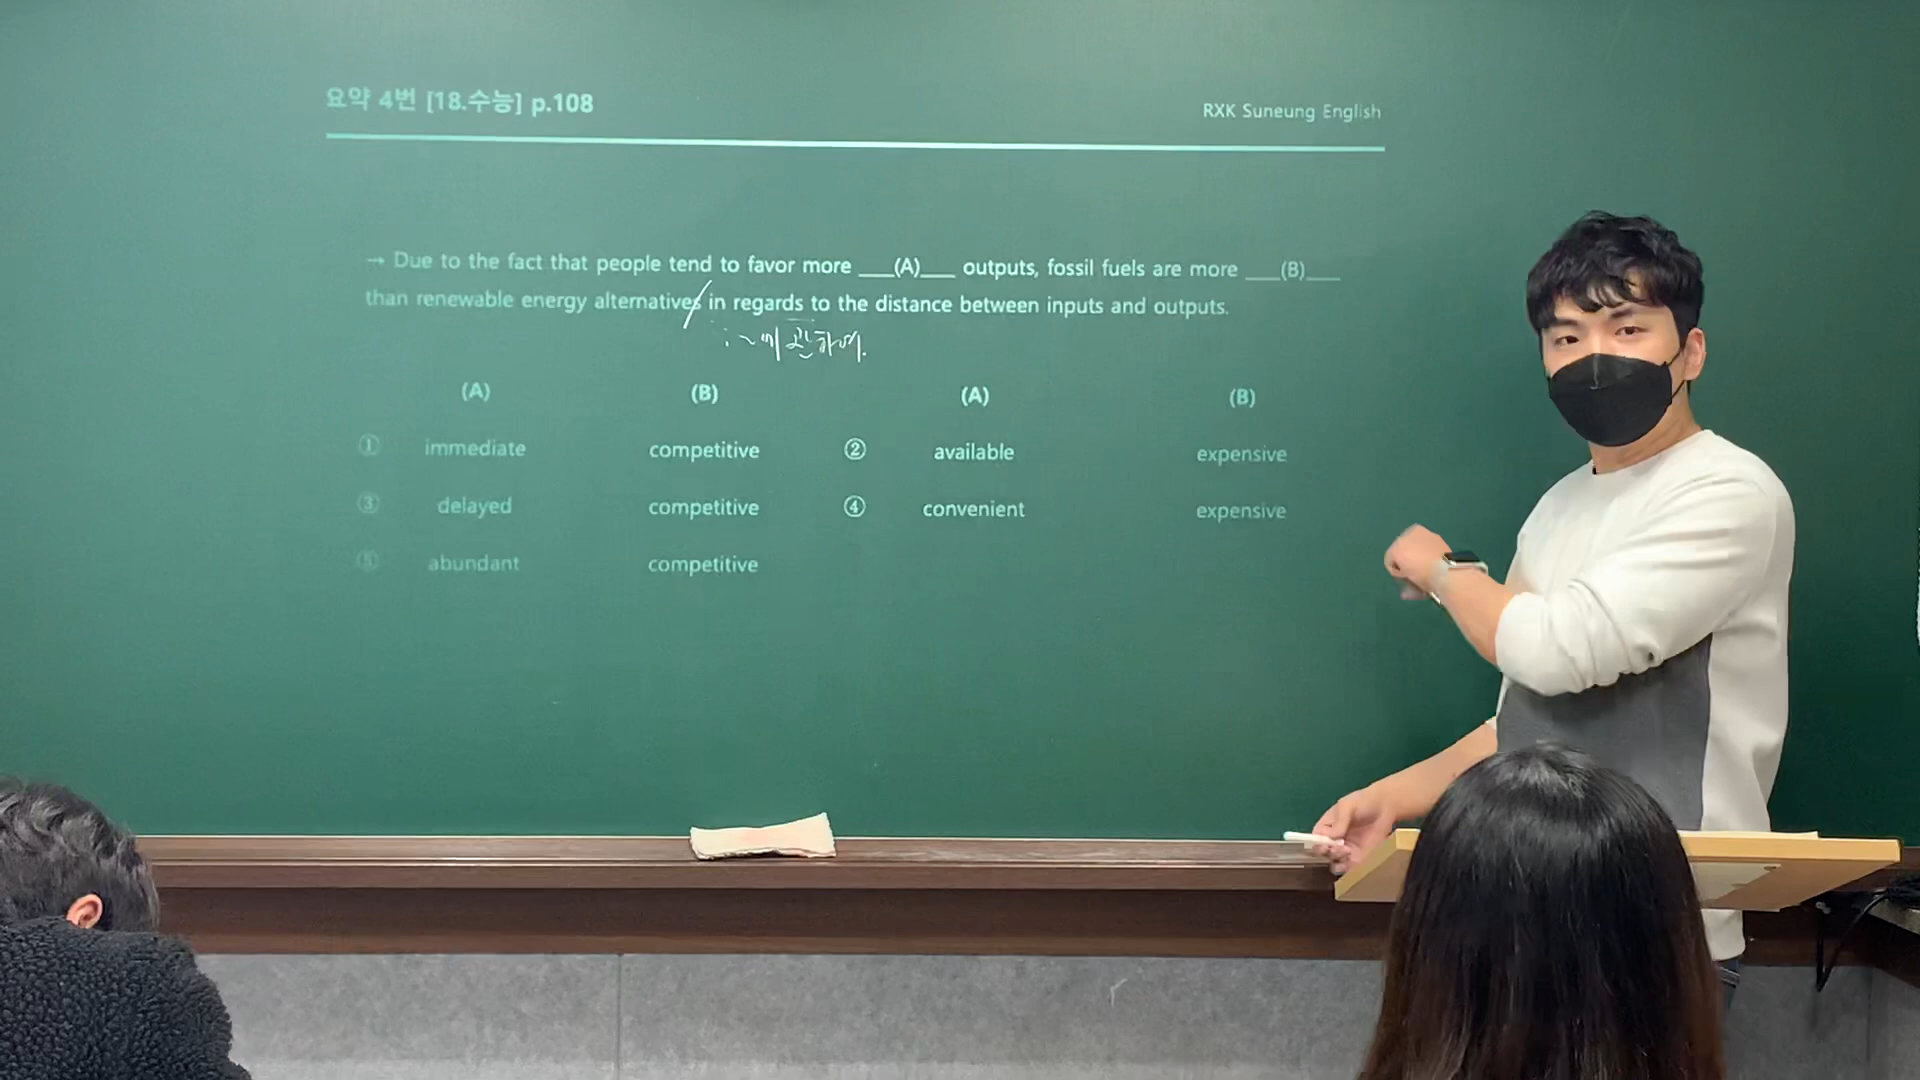 요약 4번 [18.수능] p.108
RXK Suneung English
→ Due to the fact that people tend to favor more ___(A)___ outputs, fossil fuels are more ___(B)___
than renewable energy alternatives in regards to the distance between inputs and outputs.
: ~에 관하여.
(A) (B) (A) (B)
① immediate competitive ② available expensive
③ delayed competitive ④ convenient expensive
⑤ abundant competitive